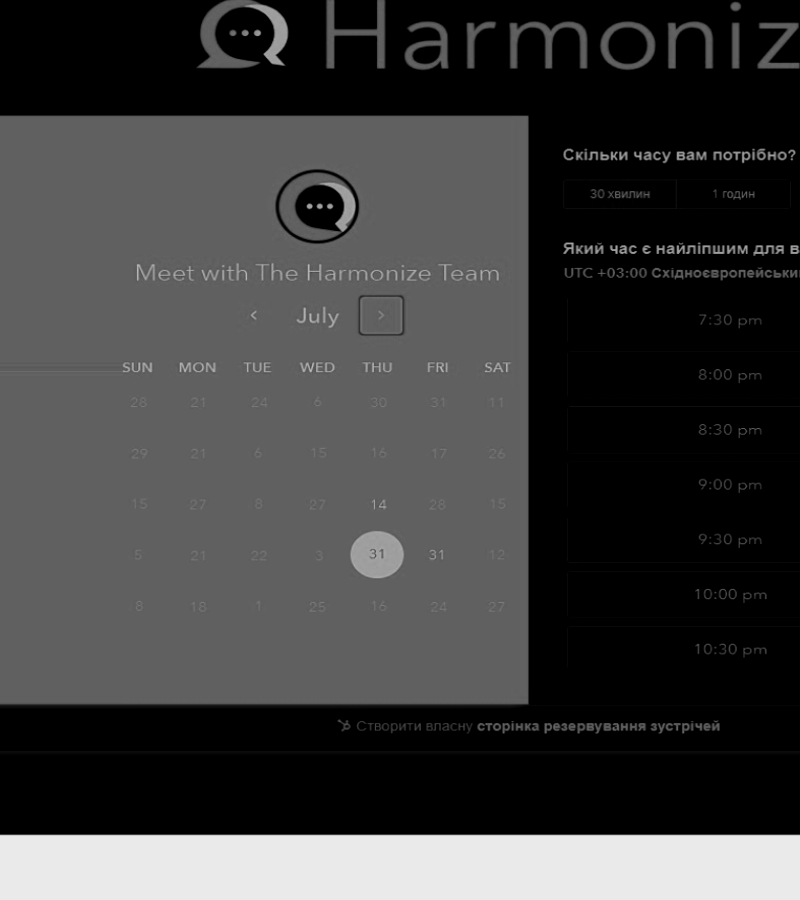 Harmoniz
Meet with The Harmonize Team
July
SUN MON TUE WED THU FRI SAT
28 21 24 6 30 31 11
29 21 6 15 16 17 26
15 27 8 27 14 28 15
5 21 22 3 31 31 12
8 18 1 25 16 24 27
Скільки часу вам потрібно?
30 хвилин 1 годин
Який час є найліпшим для в
UTC +03:00 Східноєвропейськи
7:30 pm
8:00 pm
8:30 pm
9:00 pm
9:30 pm
10:00 pm
10:30 pm
Створити власну сторінка резервування зустрічей